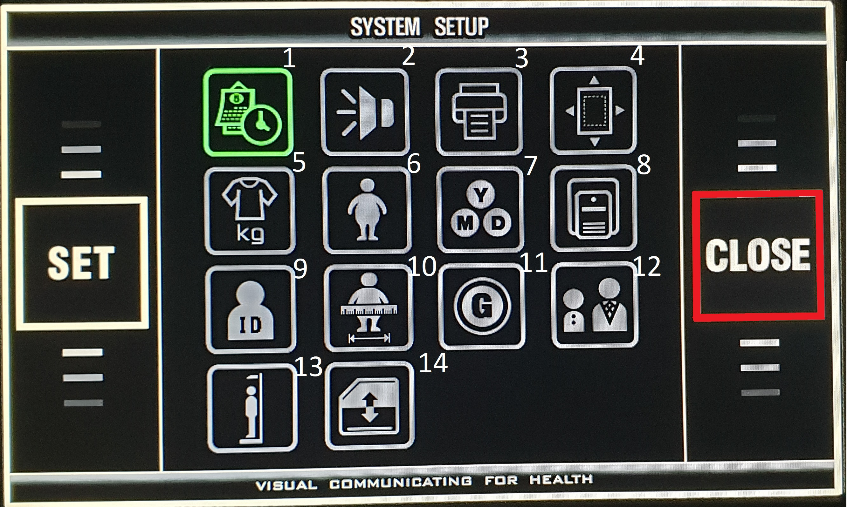 SYSTEM SETUP
1 2 3 4
5 6 7 8
kg
Y
M D
SET
CLOSE
9 10 11 12
ID
G
13 14
VISUAL COMMUNICATING FOR HEALTH